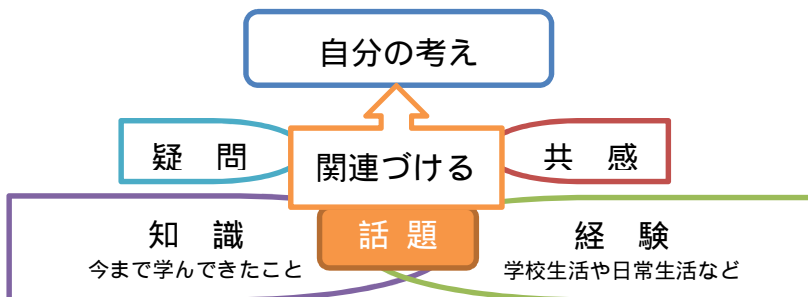 自分の考え
疑 問
関連づける
共 感
知 識
今まで学んできたこと
話 題
経 験
学校生活や日常生活など